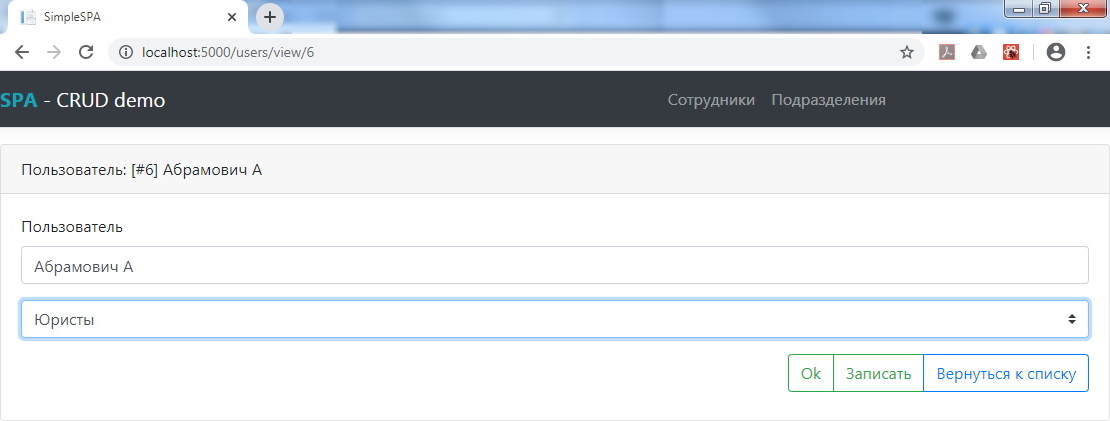 SimpleSPA
localhost:5000/users/view/6
SPA - CRUD demo
Сотрудники Подразделения
Пользователь: [#6] Абрамович А
Пользователь
Абрамович А
Юристы
Ok Записать Вернуться к списку